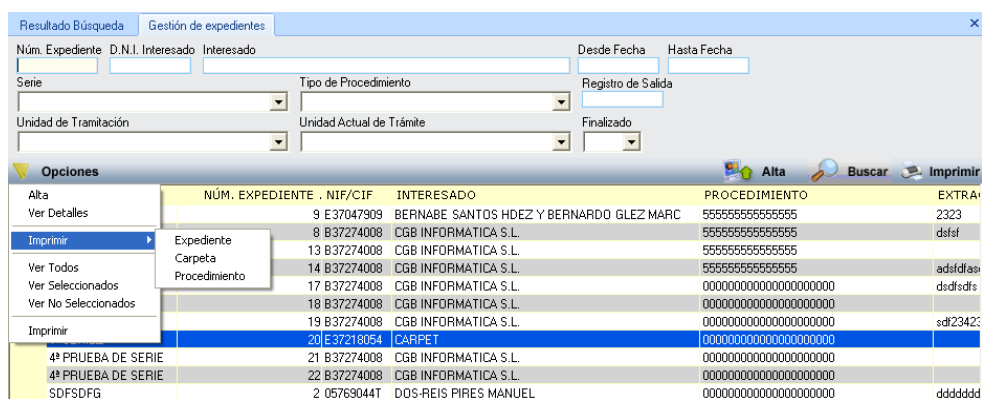 Resultado Búsqueda Gestión de expedientes
Núm. Expediente D.N.I. Interesado Interesado Desde Fecha Hasta Fecha
Serie Tipo de Procedimiento Registro de Salida
Unidad de Tramitación Unidad Actual de Trámite Finalizado
Opciones Alta Buscar Imprimir
Alta
Ver Detalles
Imprimir
Ver Todos
Ver Seleccionados
Ver No Seleccionados
Imprimir
Expediente
Carpeta
Procedimiento
NÚM. EXPEDIENTE . NIF/CIF INTERESADO PROCEDIMIENTO EXTRA
9 E37047909 BERNABE SANTOS HDEZ Y BERNARDO GLEZ MARC 555555555555555 2323
8 B37274008 CGB INFORMATICA S.L. 555555555555555 dsfsf
13 B37274008 CGB INFORMATICA S.L. 555555555555555
14 B37274008 CGB INFORMATICA S.L. 555555555555555 adsfdfas
17 B37274008 CGB INFORMATICA S.L. 00000000000000000000 dsdfsdfs
18 B37274008 CGB INFORMATICA S.L. 00000000000000000000
19 B37274008 CGB INFORMATICA S.L. 00000000000000000000 sdf23423
20 E37218054 CARPET 00000000000000000000
4ª PRUEBA DE SERIE 21 B37274008 CGB INFORMATICA S.L. 00000000000000000000
4ª PRUEBA DE SERIE 22 B37274008 CGB INFORMATICA S.L. 00000000000000000000
SDFSDFG 2 05769044T DOS-REIS PIRES MANUEL 00000000000000000000 ddddddd